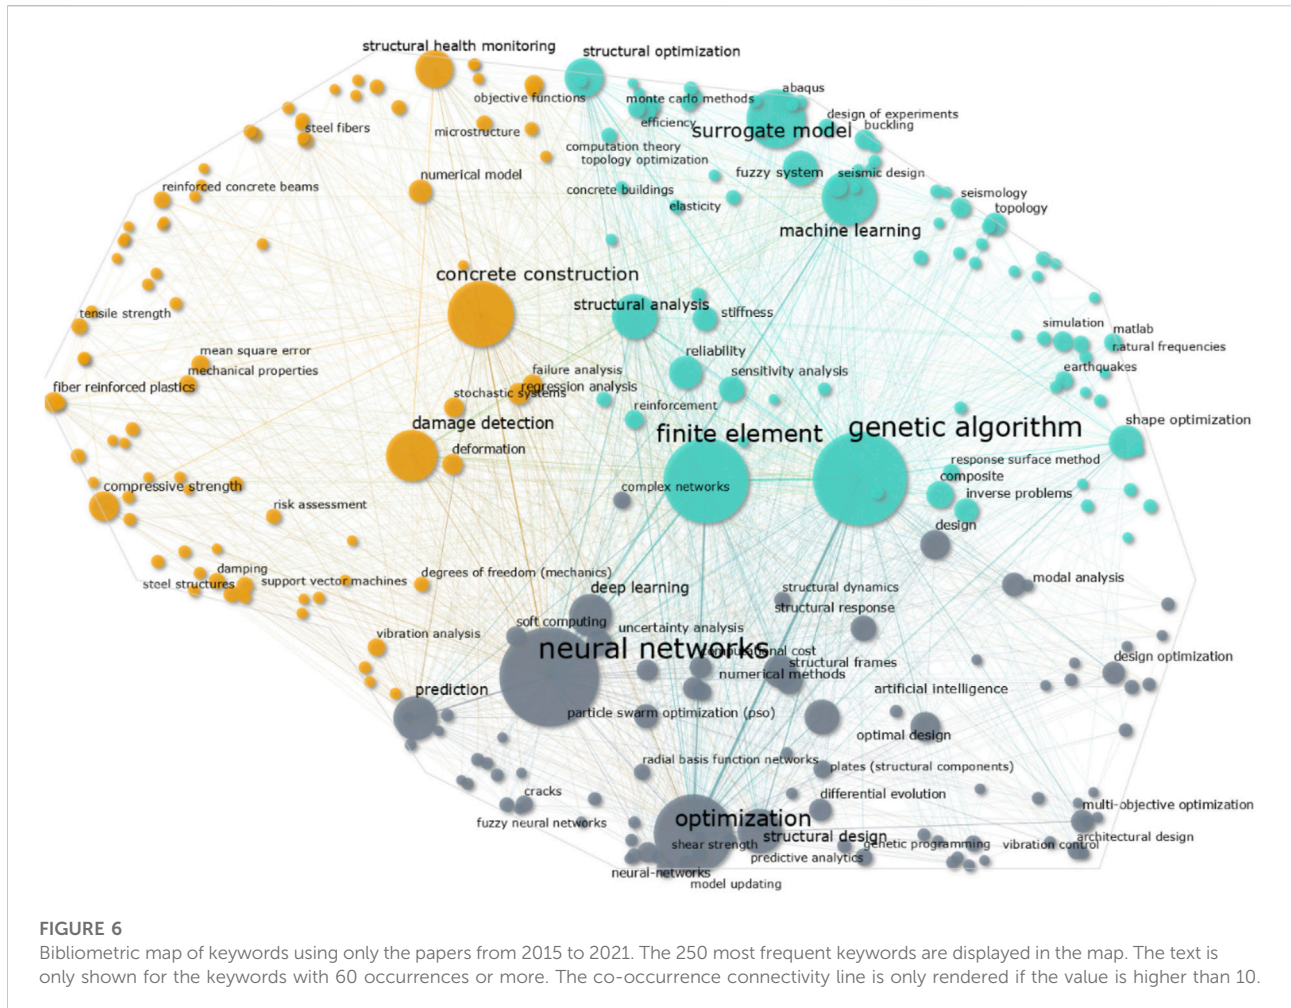 structural health monitoring
structural optimization
abaqus
objective functions
monte carlo methods
design of experiments
efficiency
buckling
steel fibers
microstructure
surrogate model
computation theory
topology optimization
numerical model
fuzzy system
seismic design
reinforced concrete beams
concrete buildings
seismology
elasticity
topology
machine learning
concrete construction
structural analysis
tensile strength
stiffness
simulation
matlab
natural frequencies
mean square error
reliability
mechanical properties
failure analysis
sensitivity analysis
earthquakes
fiber reinforced plastics
regression analysis
stochastic systems
reinforcement
damage detection
finite element
genetic algorithm
shape optimization
deformation
response surface method
composite
compressive strength
complex networks
inverse problems
risk assessment
design
damping
degrees of freedom (mechanics)
modal analysis
steel structures
support vector machines
deep learning
structural dynamics
structural response
soft computing
uncertainty analysis
vibration analysis
neural networks
computational cost
structural frames
design optimization
numerical methods
prediction
artificial intelligence
particle swarm optimization (pso)
optimal design
radial basis function networks
plates (structural components)
cracks
differential evolution
multi-objective optimization
fuzzy neural networks
optimization
structural design
architectural design
shear strength
genetic programming
vibration control
predictive analytics
neural-networks
model updating
FIGURE 6
Bibliometric map of keywords using only the papers from 2015 to 2021. The 250 most frequent keywords are displayed in the map. The text is
only shown for the keywords with 60 occurrences or more. The co-occurrence connectivity line is only rendered if the value is higher than 10.